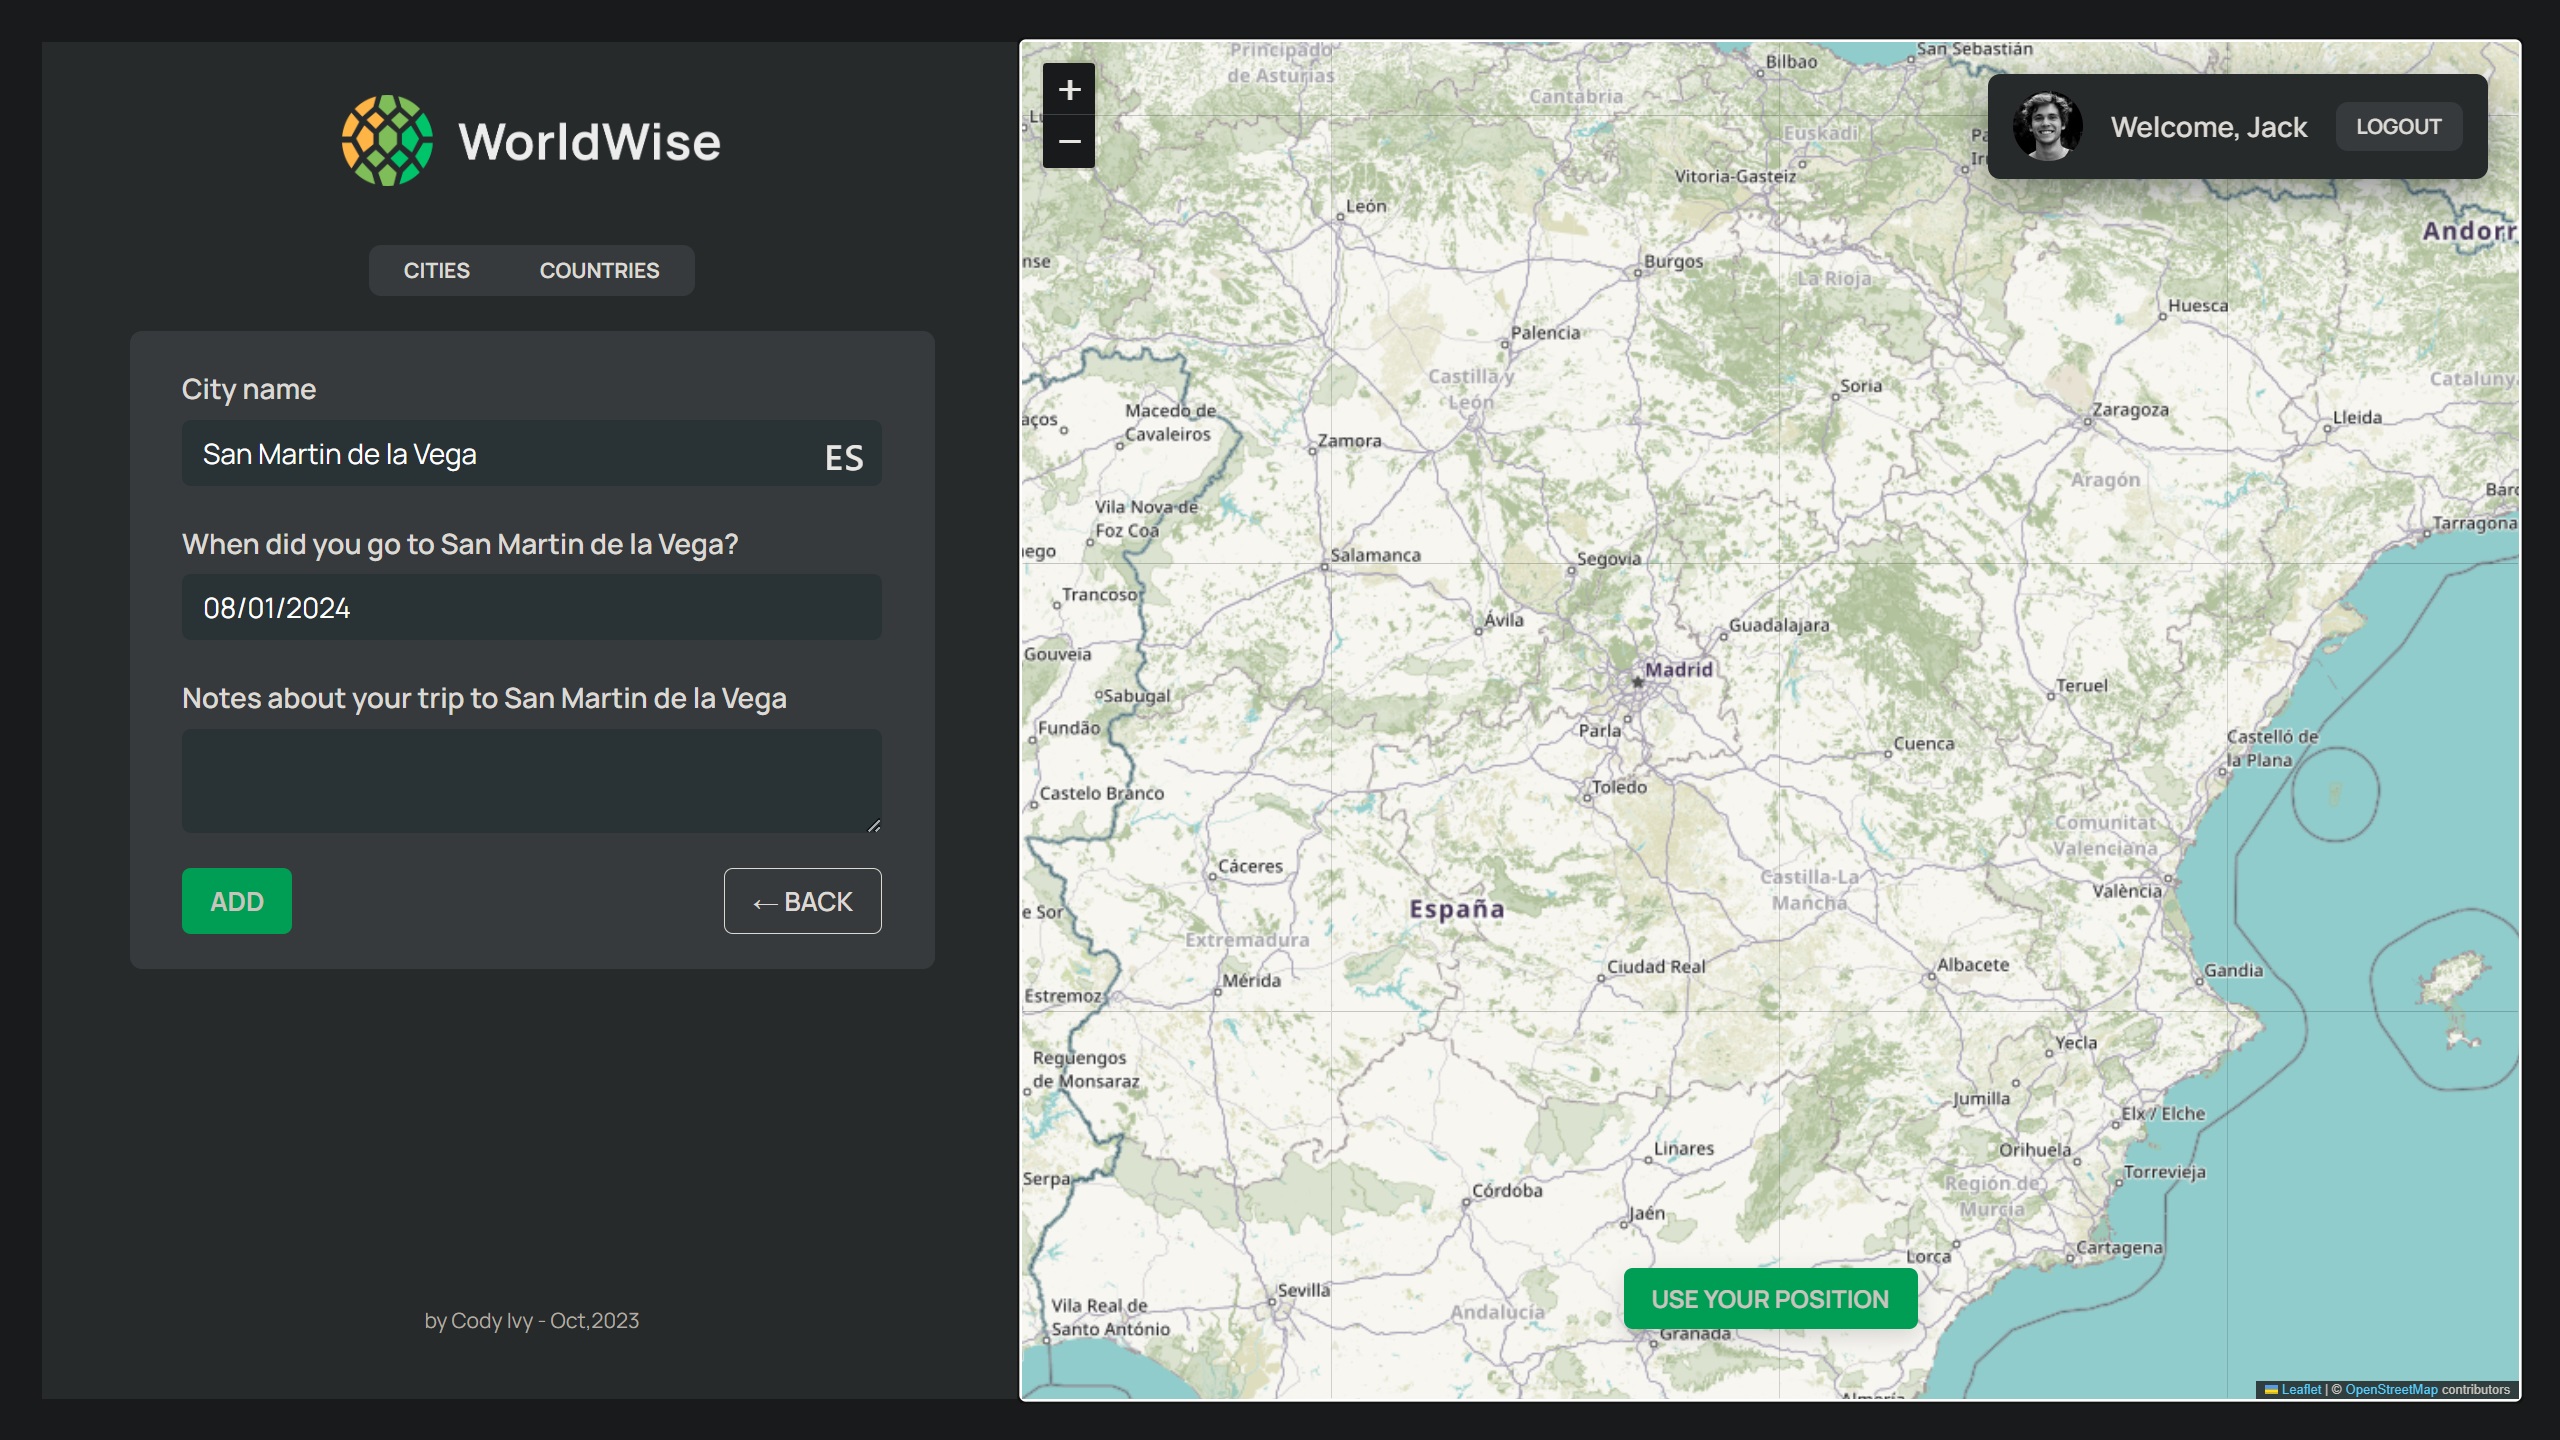 WorldWise
CITIES
COUNTRIES
City name
San Martin de la Vega
ES
When did you go to San Martin de la Vega?
08/01/2024
Notes about your trip to San Martin de la Vega
ADD
← BACK
by Cody Ivy - Oct,2023
+
−
Welcome, Jack
LOGOUT
Principado
de Asturias
Cantabria
Bilbao
San Sebastián
Euskadi
Vitoria-Gasteiz
León
Burgos
La Rioja
Andorr
Huesca
Palencia
Castilla y
León
Soria
Zaragoza
Cataluny
Lleida
Macedo de
Cavaleiros
Zamora
Aragón
Vila Nova de
Foz Coa
Tarragona
Salamanca
Segovia
Trancoso
Ávila
Guadalajara
Gouveia
Madrid
Sabugal
Teruel
Fundão
Parla
Cuenca
Castelló de
la Plana
Castelo Branco
Toledo
Comunitat
Valenciana
Cáceres
Castilla-La
Mancha
València
e Sor
España
Extremadura
Mérida
Ciudad Real
Albacete
Gandia
Estremoz
Yecla
Reguengos
de Monsaraz
Jumilla
Elx / Elche
Linares
Orihuela
Serpa
Córdoba
Torrevieja
Región de
Murcia
Jaén
Lorca
Cartagena
Sevilla
Vila Real de
Santo António
Andalucía
USE YOUR POSITION
Granada
Leaflet | © OpenStreetMap contributors